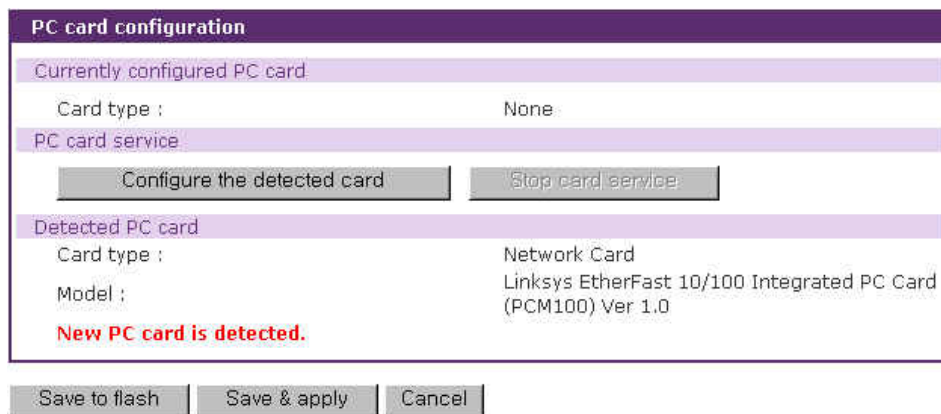 PC card configuration
Currently configured PC card
Card type : None
PC card service
Configure the detected card Stop card service
Detected PC card
Card type : Network Card
Model : Linksys EtherFast 10/100 Integrated PC Card
(PCM100) Ver 1.0
New PC card is detected.
Save to flash Save & apply Cancel